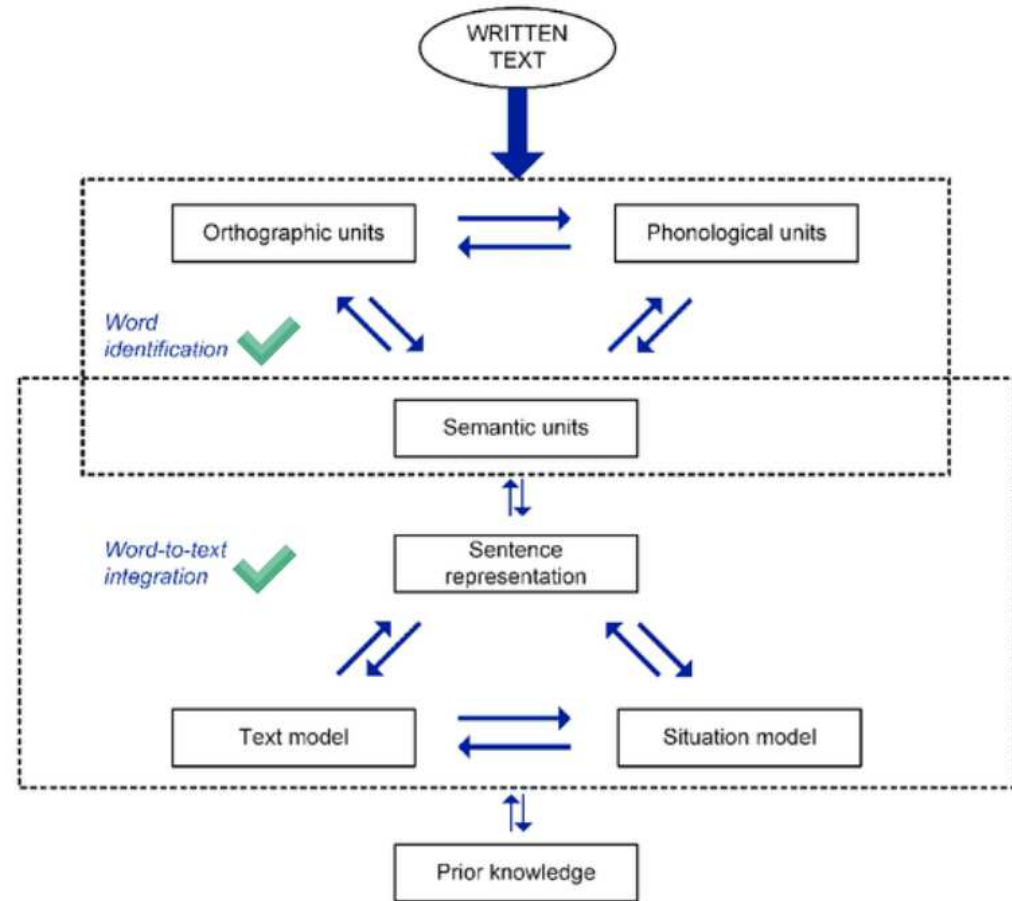 WRITTEN
TEXT
Orthographic units
Phonological units
Word
identification
Semantic units
Word-to-text
integration
Sentence
representation
Text model
Situation model
Prior knowledge